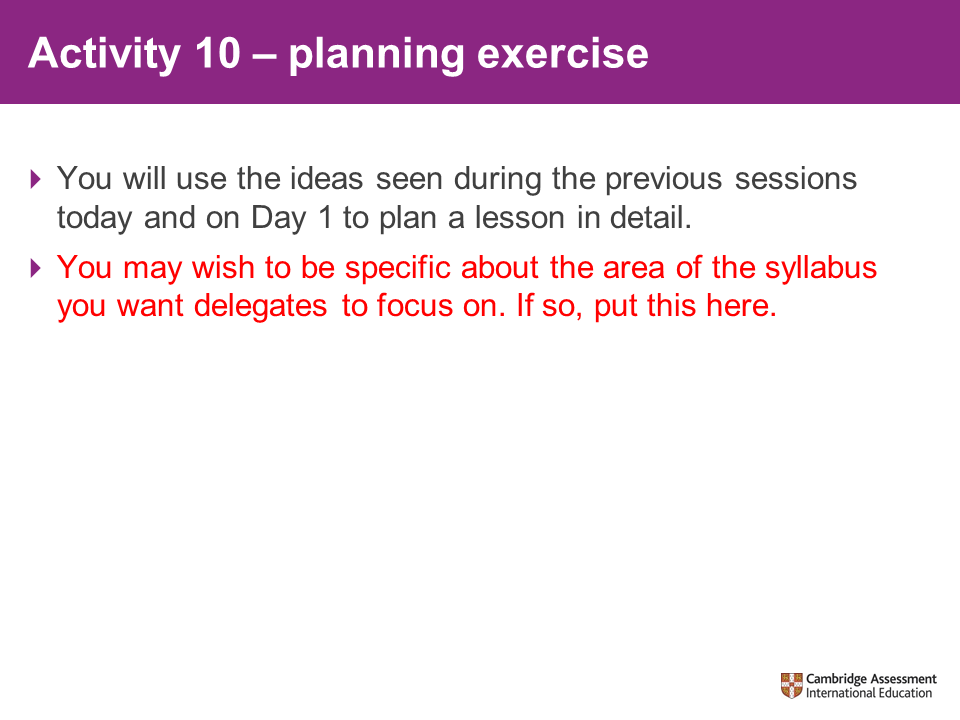 Activity 10 – planning exercise
You will use the ideas seen during the previous sessions
today and on Day 1 to plan a lesson in detail.
You may wish to be specific about the area of the syllabus
you want delegates to focus on. If so, put this here.
Cambridge Assessment
International Education